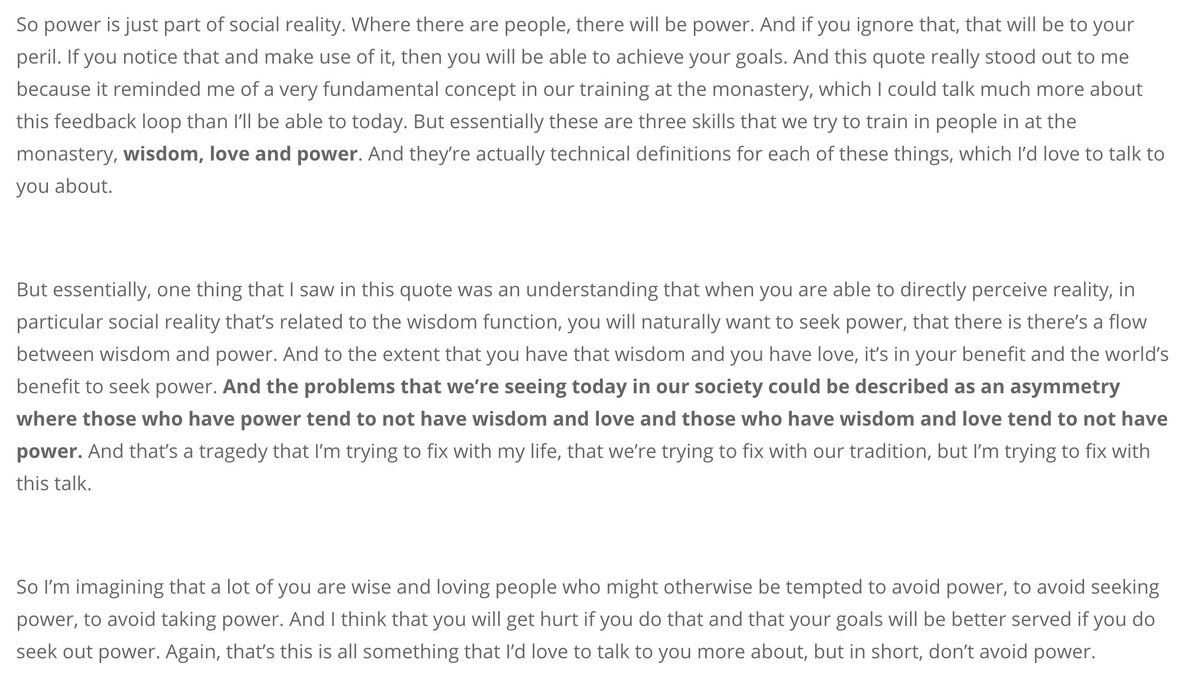 So power is just part of social reality. Where there are people, there will be power. And if you ignore that, that will be to your
peril. If you notice that and make use of it, then you will be able to achieve your goals. And this quote really stood out to me
because it reminded me of a very fundamental concept in our training at the monastery, which I could talk much more about
this feedback loop than I’ll be able to today. But essentially these are three skills that we try to train in people in at the
monastery, wisdom, love and power. And they’re actually technical definitions for each of these things, which I’d love to talk to
you about.
But essentially, one thing that I saw in this quote was an understanding that when you are able to directly perceive reality, in
particular social reality that’s related to the wisdom function, you will naturally want to seek power, that there is there’s a flow
between wisdom and power. And to the extent that you have that wisdom and you have love, it’s in your benefit and the world’s
benefit to seek power. And the problems that we’re seeing today in our society could be described as an asymmetry
where those who have power tend to not have wisdom and love and those who have wisdom and love tend to not have
power. And that’s a tragedy that I’m trying to fix with my life, that we’re trying to fix with our tradition, but I’m trying to fix with
this talk.
So I’m imagining that a lot of you are wise and loving people who might otherwise be tempted to avoid power, to avoid seeking
power, to avoid taking power. And I think that you will get hurt if you do that and that your goals will be better served if you do
seek out power. Again, that’s this is all something that I’d love to talk to you more about, but in short, don’t avoid power.